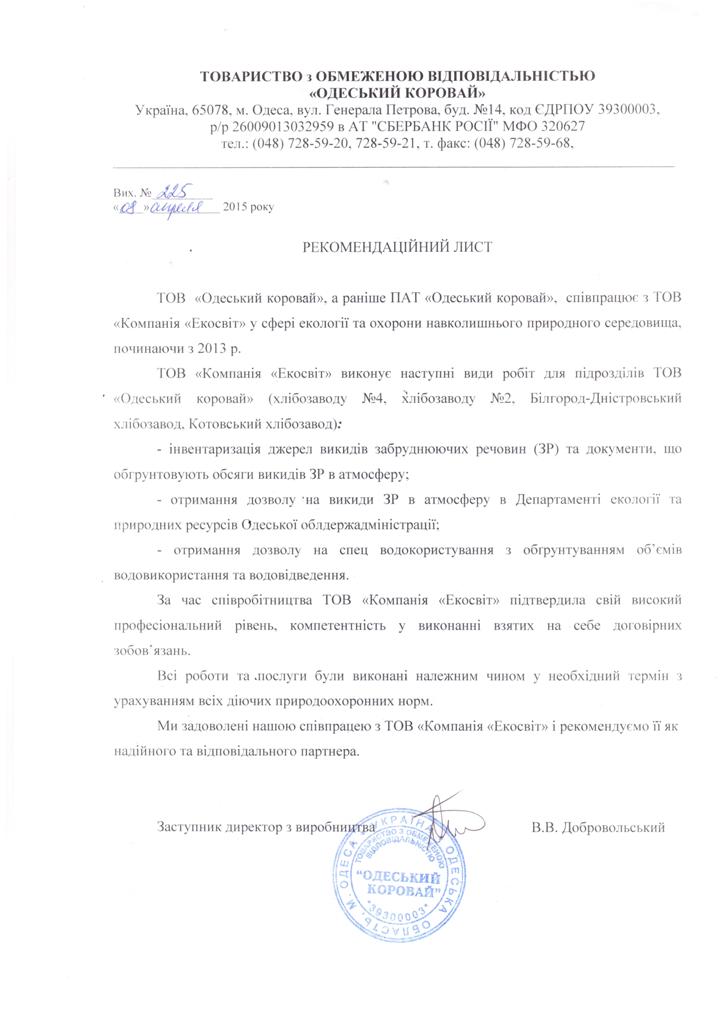 ТОВАРИСТВО з ОБМЕЖЕНОЮ ВІДПОВІДАЛЬНІСТЮ
«ОДЕСЬКИЙ КОРОВАЙ»
Україна, 65078, м. Одеса, вул. Генерала Петрова, буд. №14, код ЄДРПОУ 39300003,
р/р 26009013032959 в АТ "СБЕРБАНК РОСІЇ" МФО 320627
тел.: (048) 728-59-20, 728-59-21, т. факс: (048) 728-59-68,
Вих. № 225
«08» апреля 2015 року
РЕКОМЕНДАЦІЙНИЙ ЛИСТ
ТОВ «Одеський коровай», а раніше ПАТ «Одеський коровай», співпрацює з ТОВ
«Компанія «Екосвіт» у сфері екології та охорони навколишнього природного середовища,
починаючи з 2013 р.
ТОВ «Компанія «Екосвіт» виконує наступні види робіт для підрозділів ТОВ
«Одеський коровай» (хлібозаводу №4, хлібозаводу №2, Білгород-Дністровський
хлібозавод, Котовський хлібозавод):
- інвентаризація джерел викидів забруднюючих речовин (ЗР) та документи, що
обґрунтовують обсяги викидів ЗР в атмосферу;
- отримання дозволу на викиди ЗР в атмосферу в Департаменті екології та
природних ресурсів Одеської облдержадміністрації;
- отримання дозволу на спец водокористування з обґрунтуванням об’ємів
водовикористання та водовідведення.
За час співробітництва ТОВ «Компанія «Екосвіт» підтвердила свій високий
професіональний рівень, компетентність у виконанні взятих на себе договірних
зобов’язань.
Всі роботи та послуги були виконані належним чином у необхідний термін з
урахуванням всіх діючих природоохоронних норм.
Ми задоволені нашою співпрацею з ТОВ «Компанія «Екосвіт» і рекомендуємо її як
надійного та відповідального партнера.
Заступник директор з виробництва В.В. Добровольський
УКРАЇНА * ОДЕСЬКА ОБЛАСТЬ * М. ОДЕСА
ТОВАРИСТВО З ОБМЕЖЕНОЮ
ВІДПОВІДАЛЬНІСТЮ
"ОДЕСЬКИЙ
КОРОВАЙ"
*39300003*